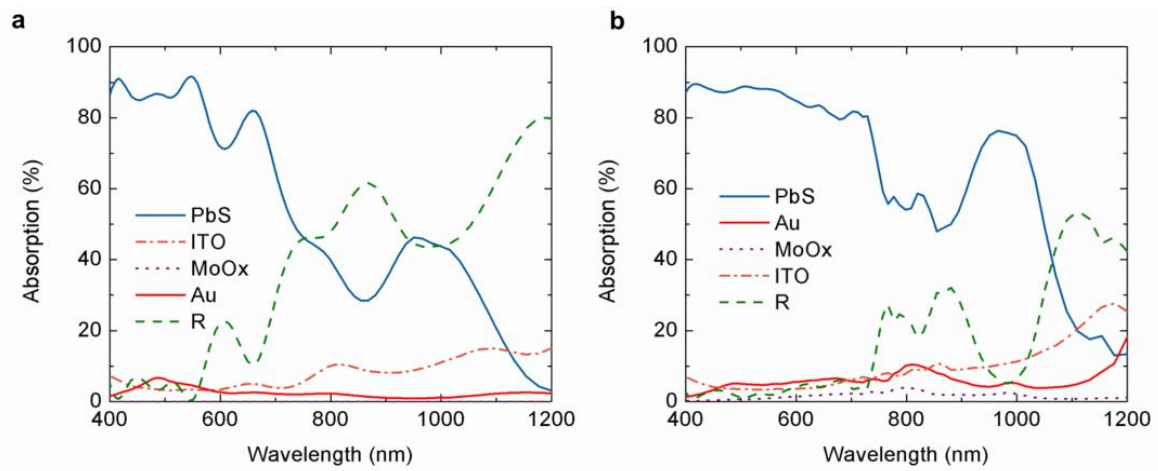 a
100
80
60
40
20
0
Absorption (%)
PbS
ITO
MoOx
Au
R
400 600 800 1000 1200
Wavelength (nm)
b
100
80
60
40
20
0
Absorption (%)
PbS
Au
MoOx
ITO
R
400 600 800 1000 1200
Wavelength (nm)